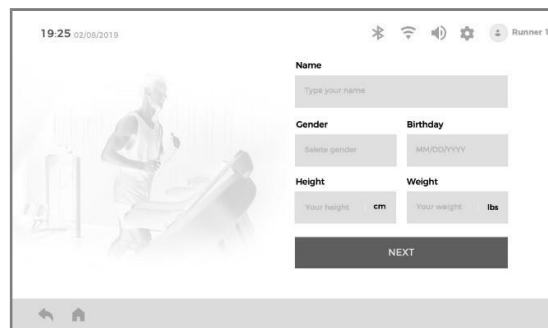 19:25 02/08/2019
Runner 1
Name
Type your name
Gender Birthday
Selete gender MM/DD/YYYY
Height Weight
Your height cm Your weight lbs
NEXT